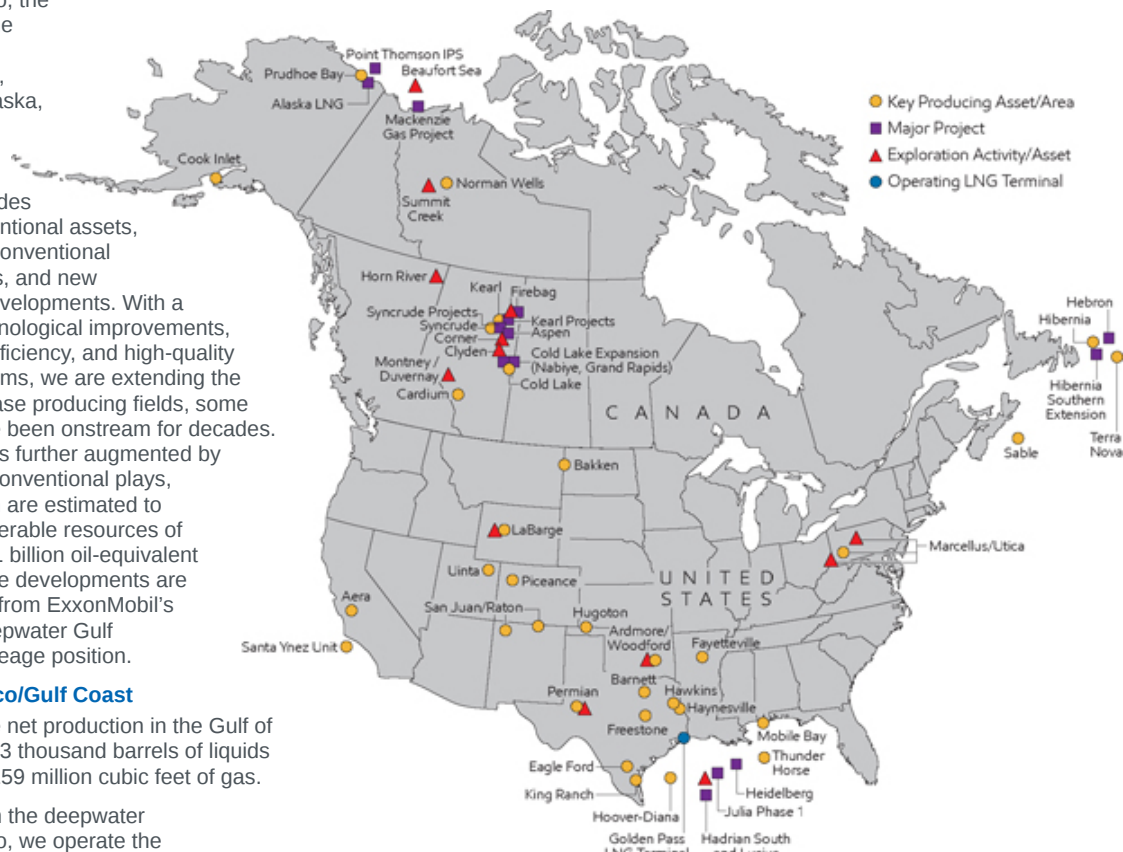 o, the
e
,
aska,
des
ntional assets,
conventional
s, and new
evelopments. With a
nological improvements,
ficiency, and high-quality
ms, we are extending the
ase producing fields, some
been onstream for decades.
s further augmented by
conventional plays,
are estimated to
erable resources of
billion oil-equivalent
e developments are
from ExxonMobil’s
epwater Gulf
eage position.
co/Gulf Coast
net production in the Gulf of
3 thousand barrels of liquids
59 million cubic feet of gas.
the deepwater
o, we operate the
Point Thomson IPS
Prudhoe Bay
Beaufort Sea
Alaska LNG
Mackenzie
Gas Project
Key Producing Asset/Area
Major Project
Exploration Activity/Asset
Operating LNG Terminal
Cook Inlet
Norman Wells
Summit
Creek
Horn River
Kearl
Firebag
Syncrude Projects
Kearl Projects
Syncrude
Aspen
Corner
Clyden
Cold Lake Expansion
(Nabiye, Grand Rapids)
Montney/
Duvernay
Cold Lake
Cardium
CANADA
Hebron
Hibernia
Hibernia
Southern
Extension
Terra
Nova
Sable
Bakken
LaBarge
Marcellus/Utica
Uinta
Piceance
UNITED
STATES
Aera
San Juan/Raton
Hugoton
Santa Ynez Unit
Ardmore/
Woodford
Fayetteville
Barnett
Permian
Hawkins
Haynesville
Freestone
Mobile Bay
Thunder
Horse
Eagle Ford
King Ranch
Heidelberg
Julia Phase 1
Hoover-Diana
Golden Pass
LNG Terminal
Hadrian South
and Lucius